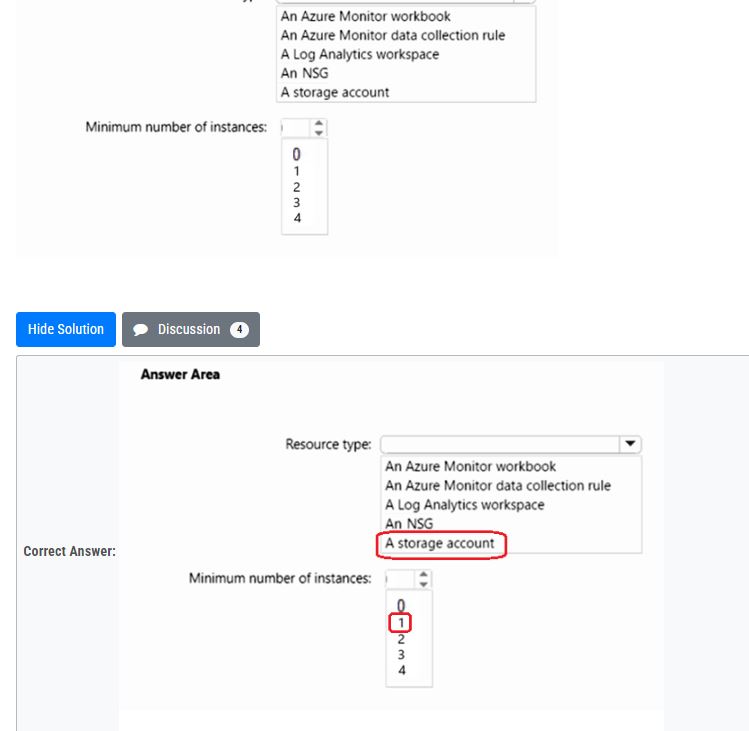 An Azure Monitor workbook
An Azure Monitor data collection rule
A Log Analytics workspace
An NSG
A storage account
Minimum number of instances:
0
1
2
3
4
Hide Solution
Discussion 4
Answer Area
Resource type:
An Azure Monitor workbook
An Azure Monitor data collection rule
A Log Analytics workspace
An NSG
A storage account
Correct Answer:
Minimum number of instances:
0
1
2
3
4